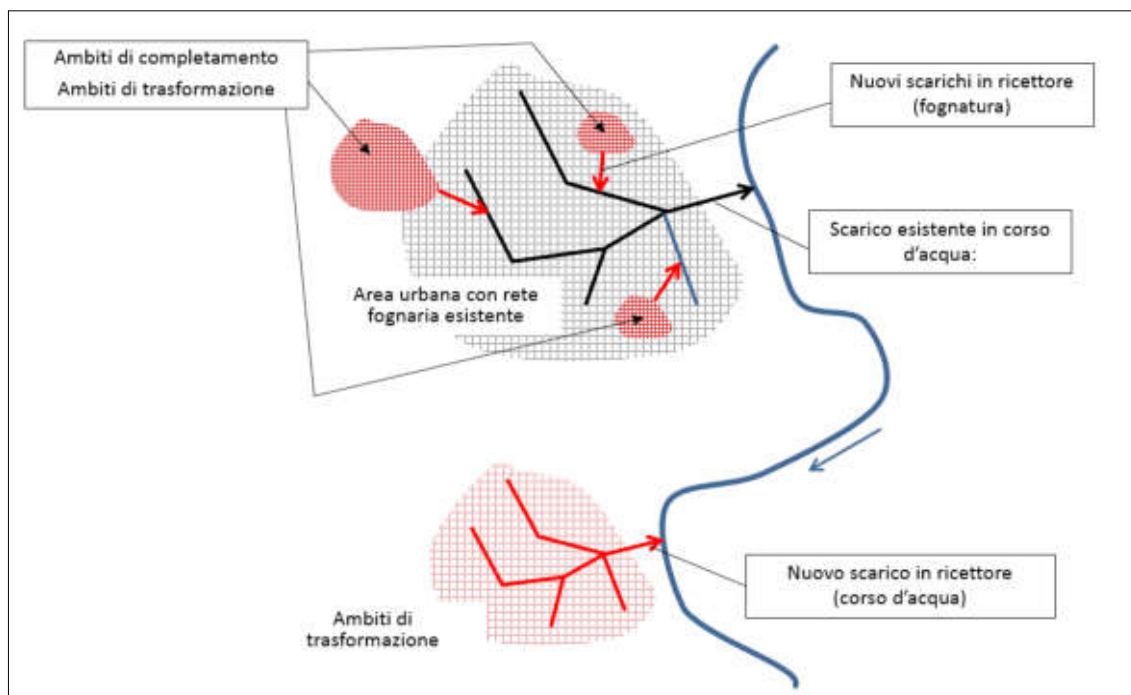 Ambiti di completamento
Ambiti di trasformazione
Nuovi scarichi in ricettore
(fognatura)
Scarico esistente in corso
d'acqua:
Area urbana con rete
fognaria esistente
Nuovo scarico in ricettore
(corso d'acqua)
Ambiti di
trasformazione